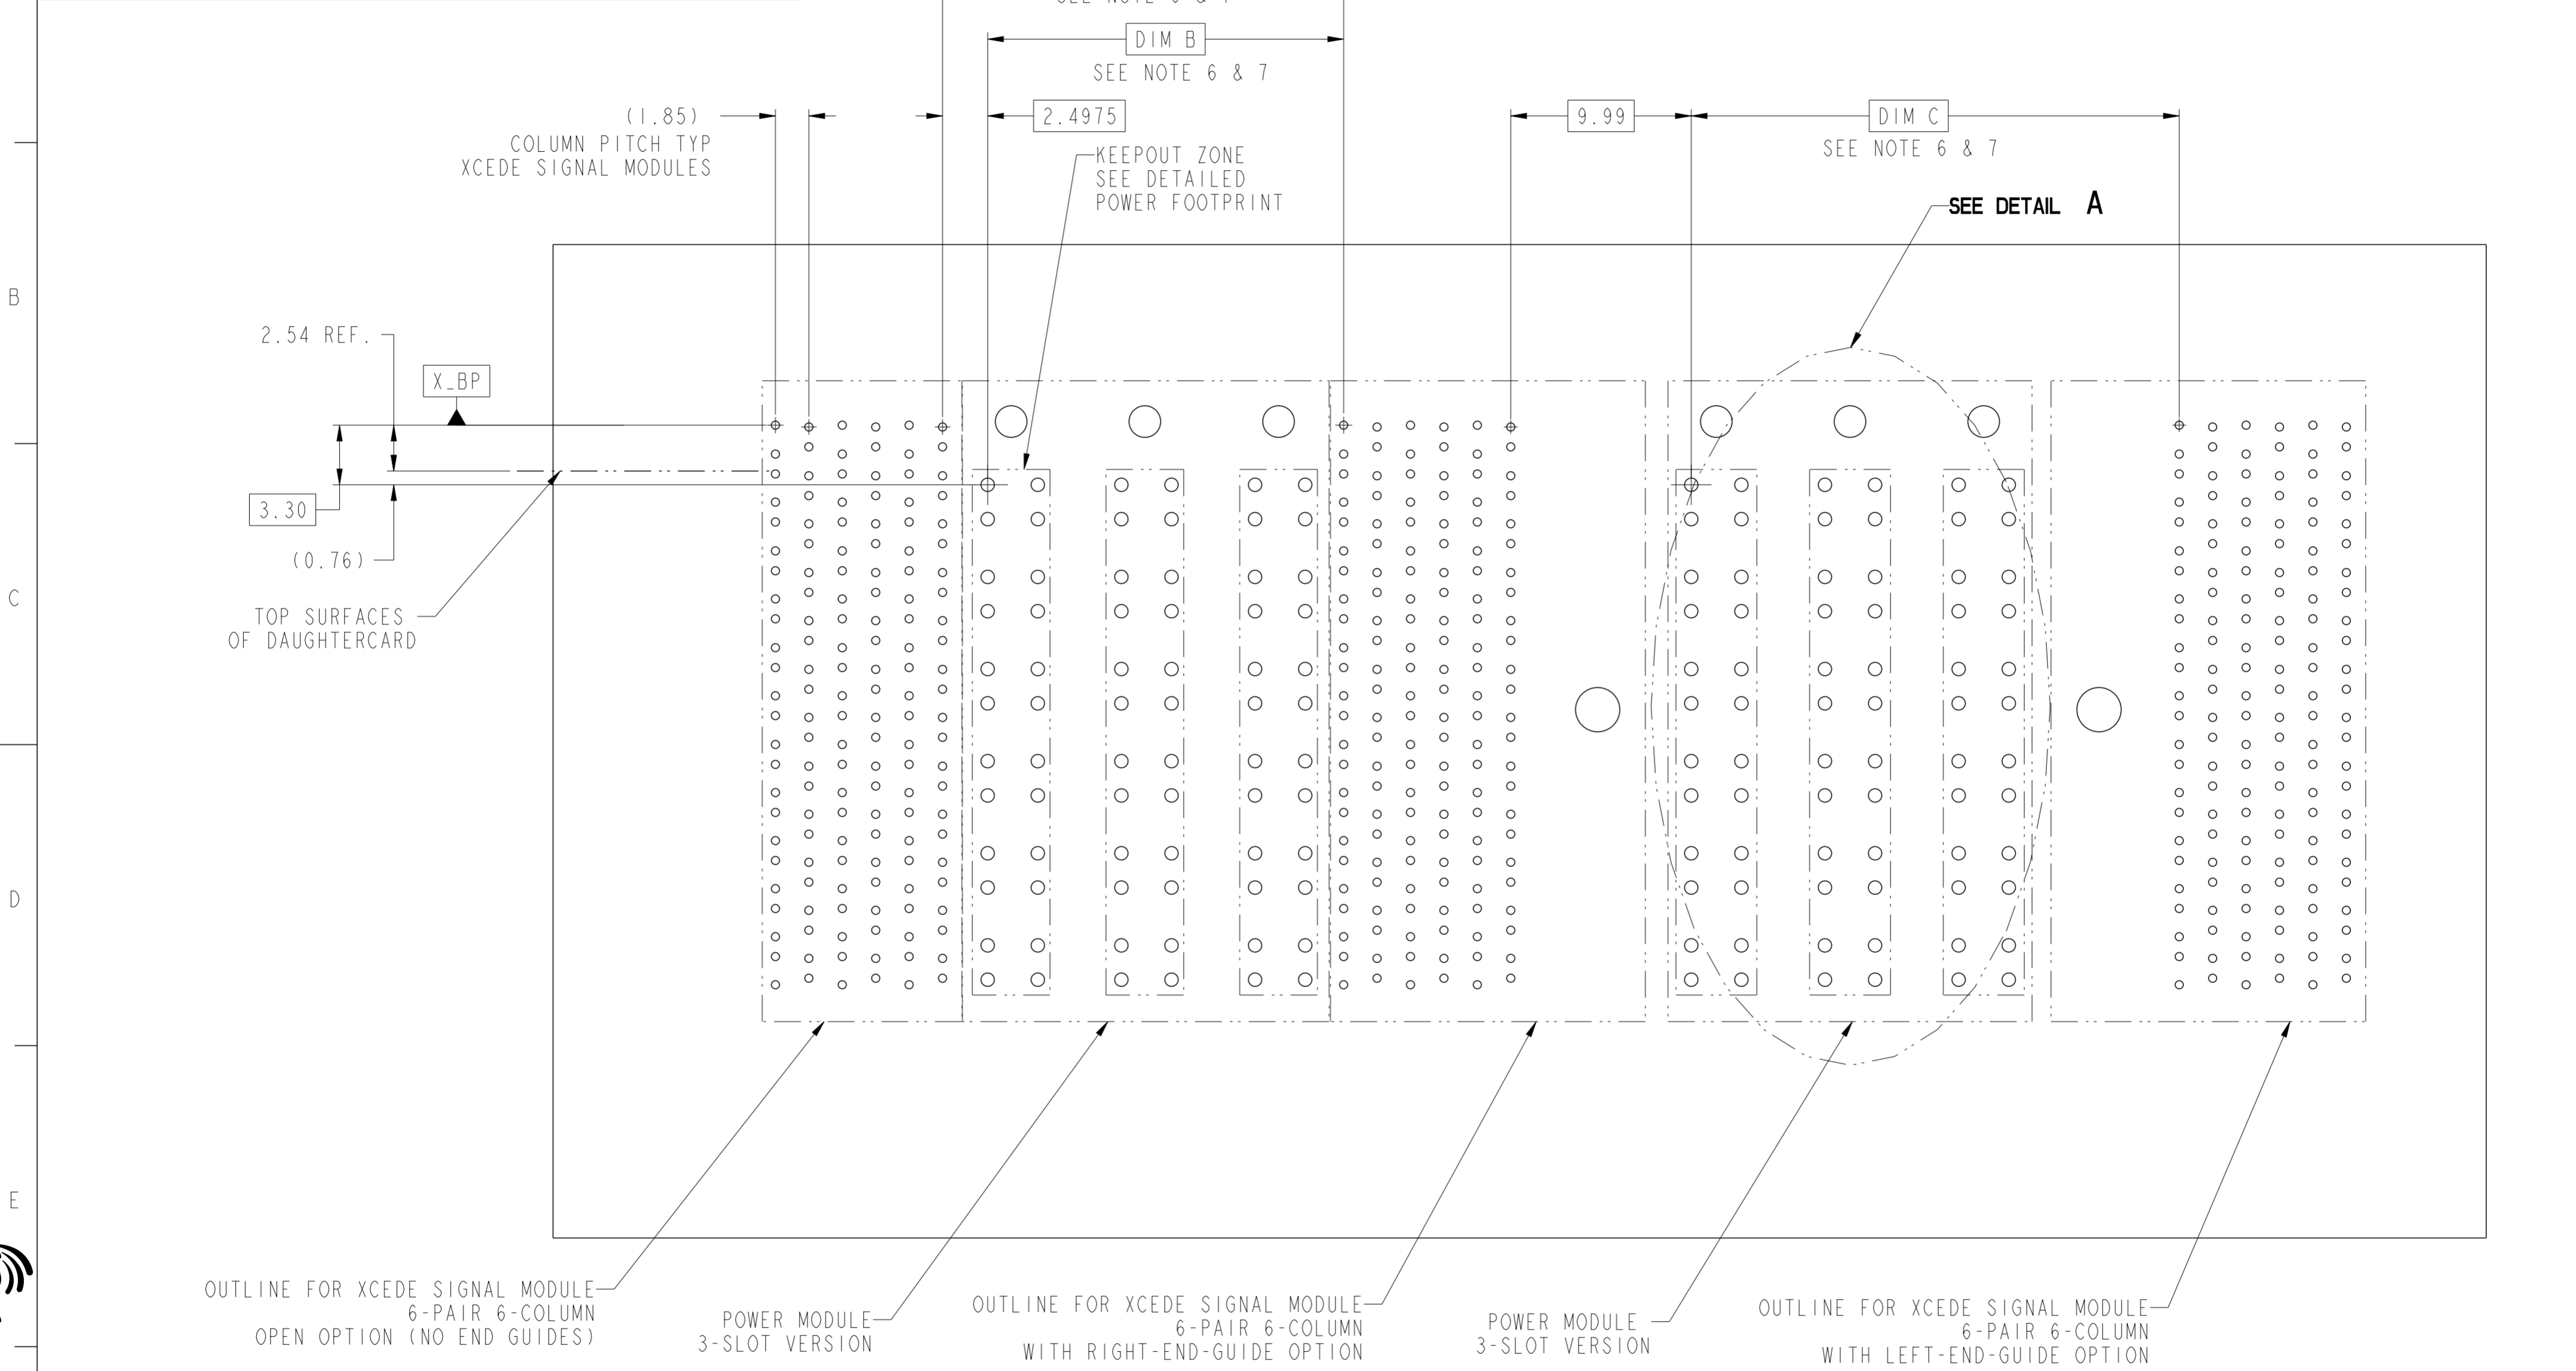 DIM B
SEE NOTE 6 & 7
(1.85)
COLUMN PITCH TYP
XCEDE SIGNAL MODULES
2.4975
9.99
DIM C
SEE NOTE 6 & 7
KEEPOUT ZONE
SEE DETAILED
POWER FOOTPRINT
SEE DETAIL A
B
2.54 REF.
X_BP
3.30
(0.76)
C
TOP SURFACES
OF DAUGHTERCARD
D
E
OUTLINE FOR XCEDE SIGNAL MODULE
6-PAIR 6-COLUMN
OPEN OPTION (NO END GUIDES)
POWER MODULE
3-SLOT VERSION
OUTLINE FOR XCEDE SIGNAL MODULE
6-PAIR 6-COLUMN
WITH RIGHT-END-GUIDE OPTION
POWER MODULE
3-SLOT VERSION
OUTLINE FOR XCEDE SIGNAL MODULE
6-PAIR 6-COLUMN
WITH LEFT-END-GUIDE OPTION